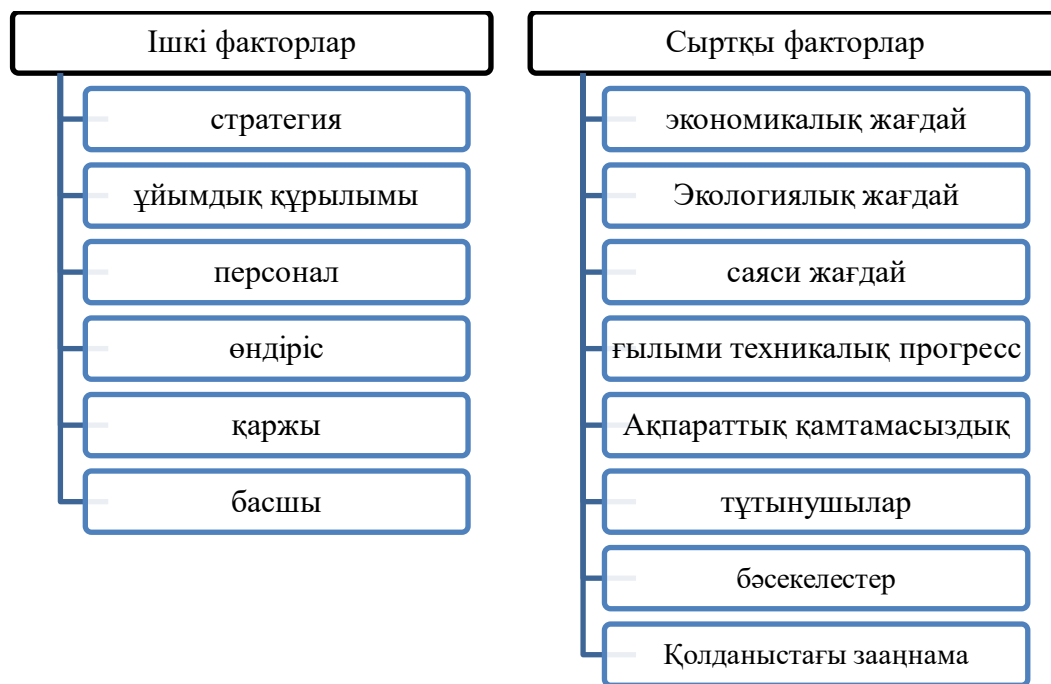 Ішкі факторлар
стратегия
ұйымдық құрылымы
персонал
өндіріс
қаржы
басшы
Сыртқы факторлар
экономикалық жағдай
Экологиялық жағдай
саяси жағдай
ғылыми техникалық прогресс
Ақпараттық қамтамасыздық
тұтынушылар
бәсекелестер
Қолданыстағы зааңнама